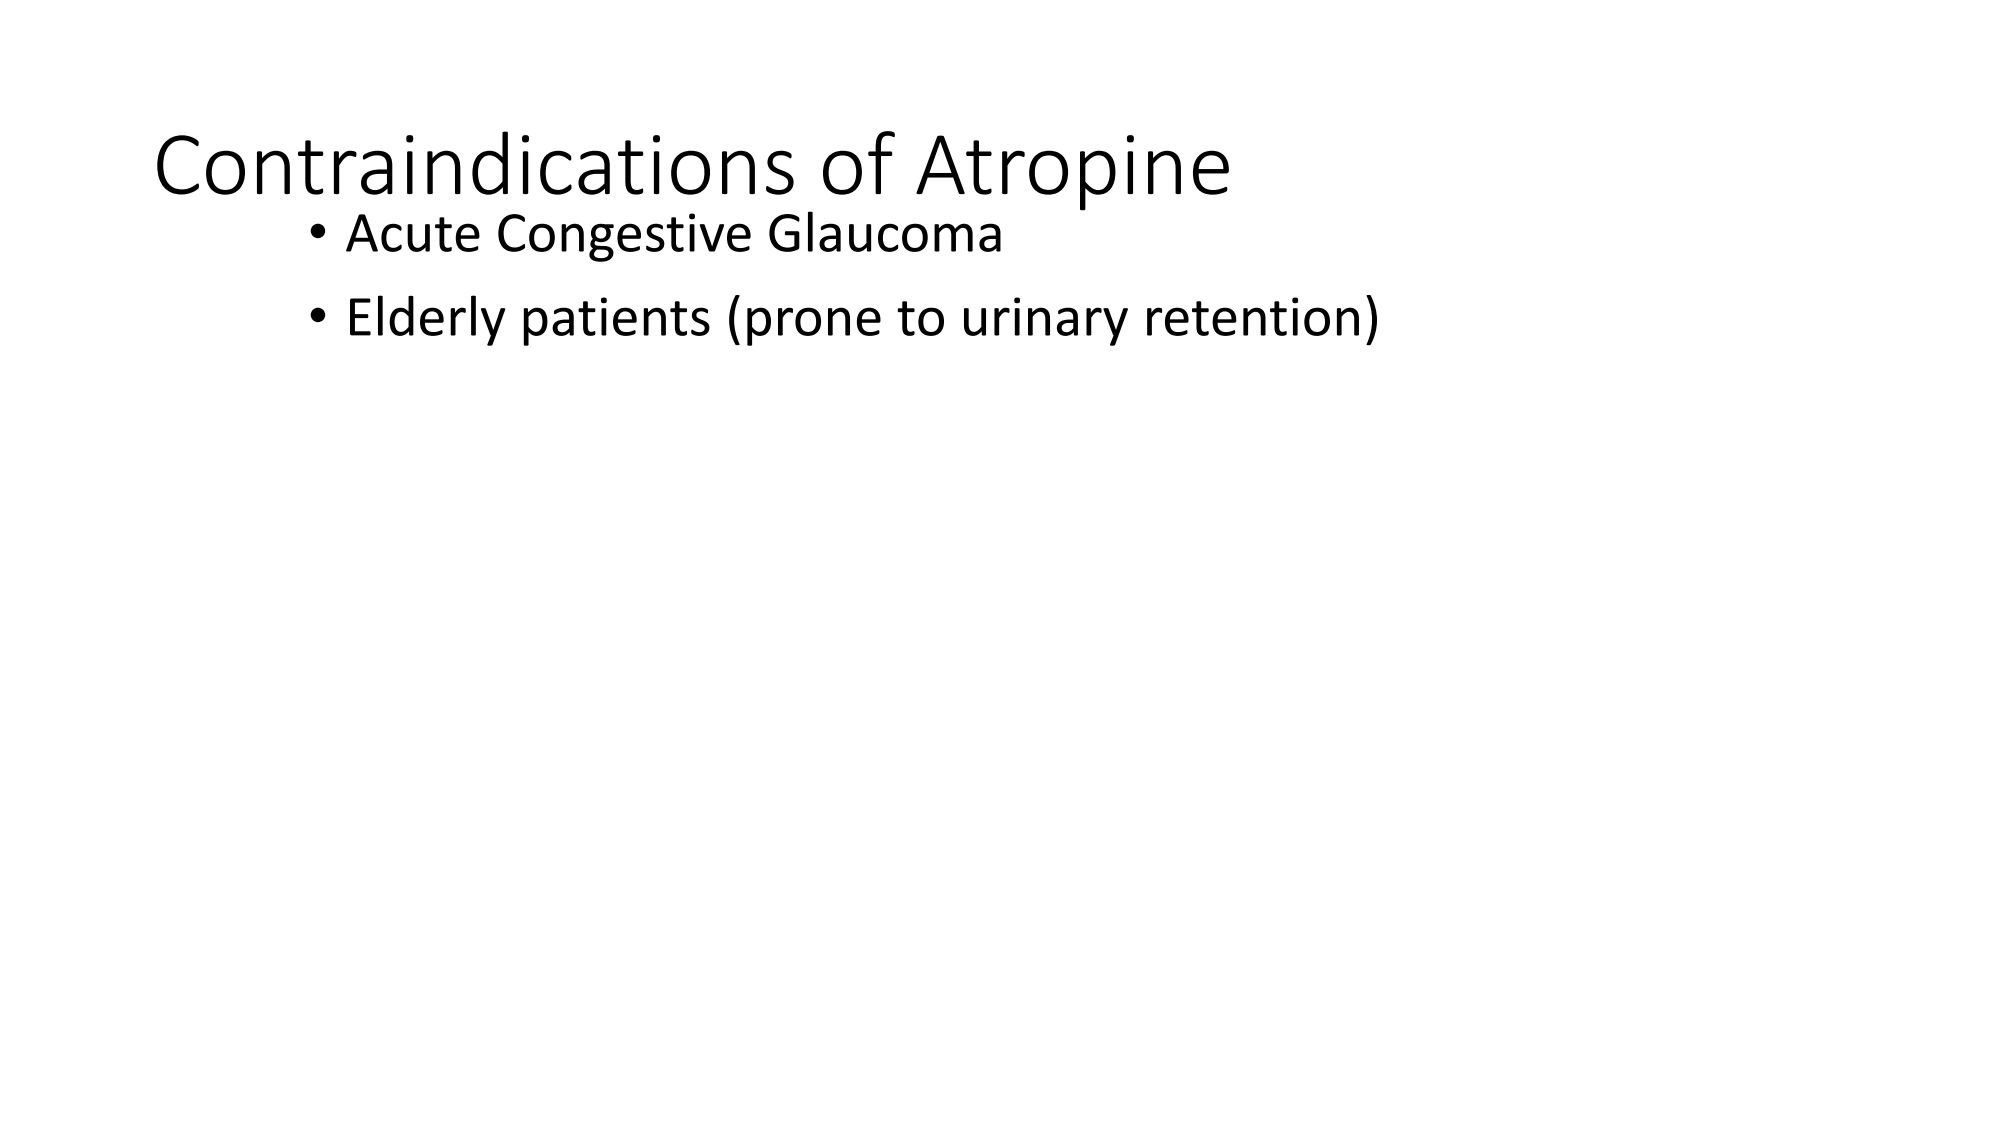 Contraindications of Atropine
• Acute Congestive Glaucoma
• Elderly patients (prone to urinary retention)